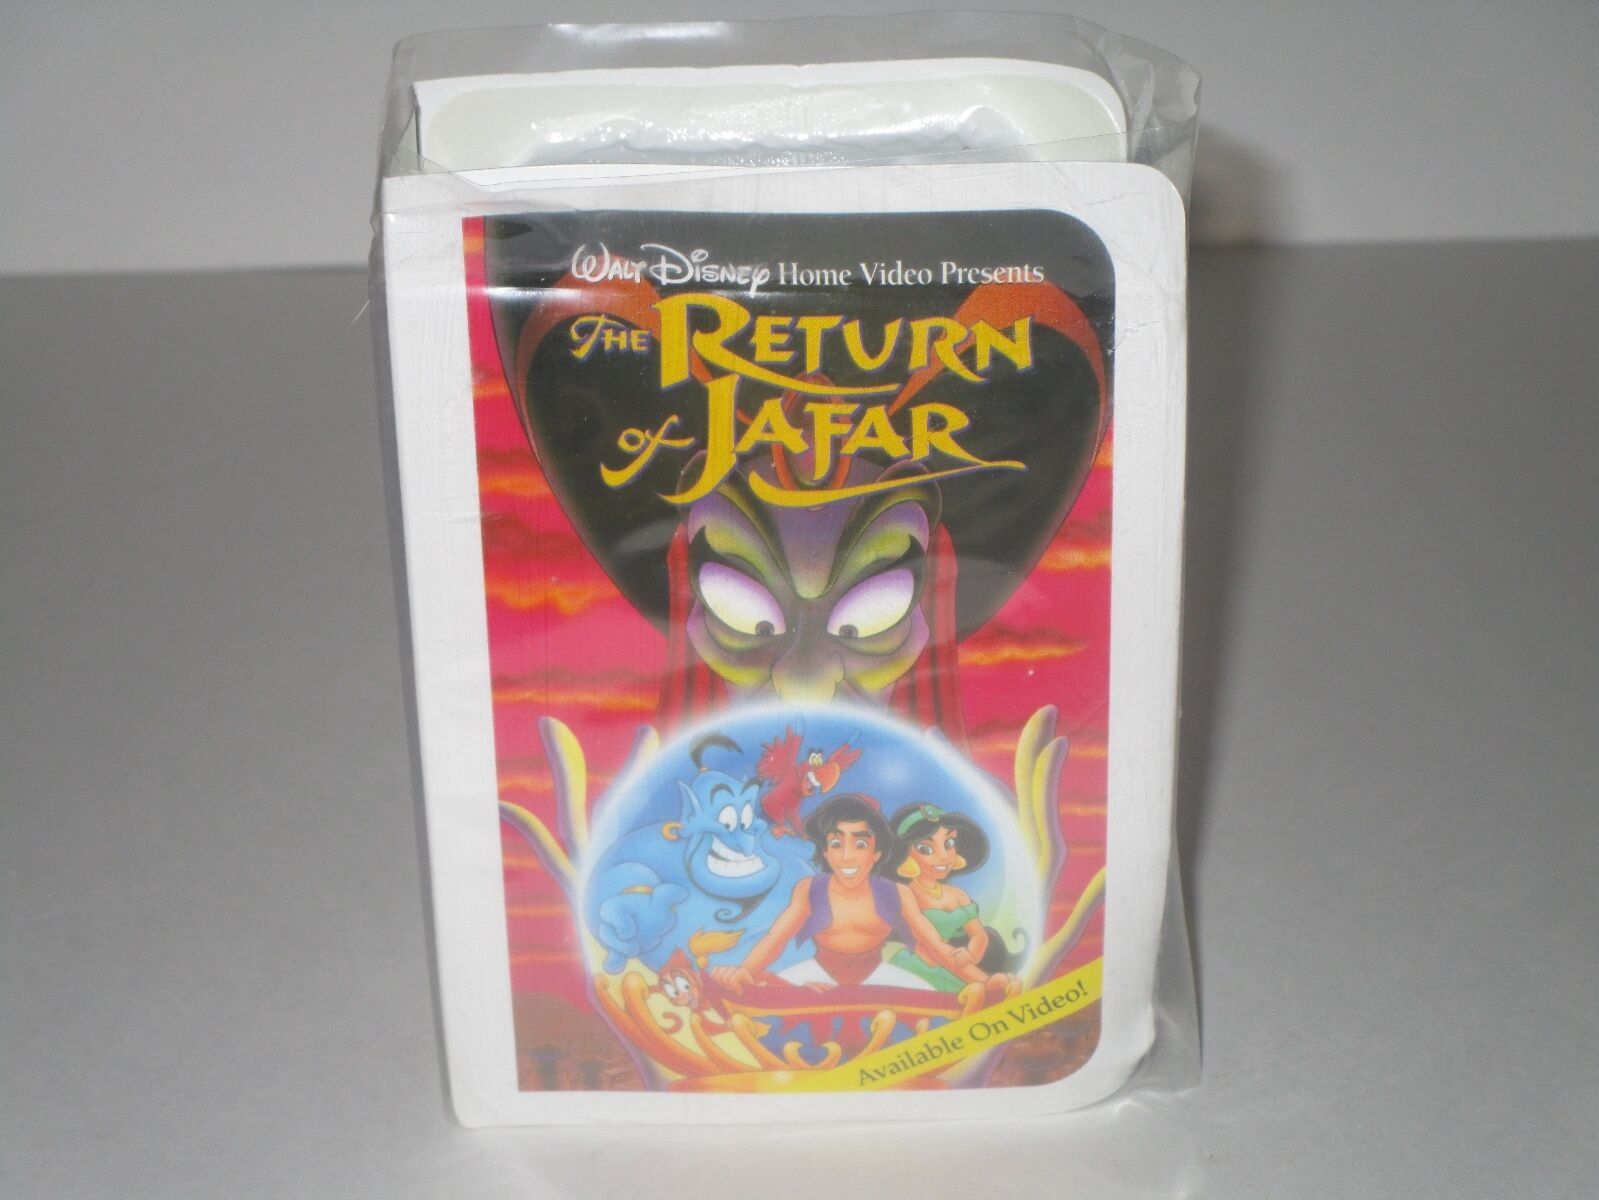 Walt Disney Home Video Presents
The Return
of Jafar
Available On Video!